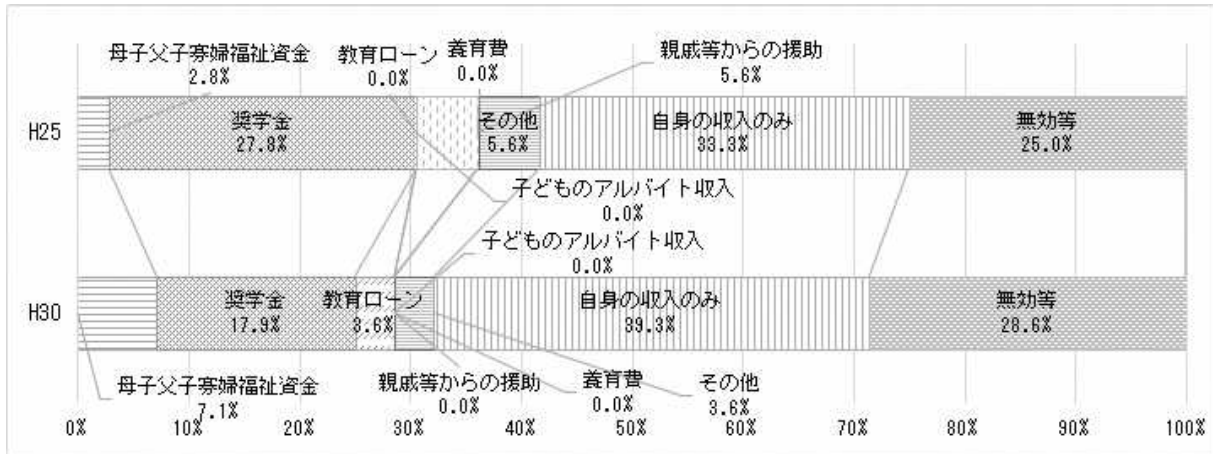 母子父子寡婦福祉資金
2.8%
教育ローン
0.0%
養育費
0.0%
親戚等からの援助
5.6%
H25
奨学金
27.8%
その他
5.6%
自身の収入のみ
33.3%
無効等
25.0%
子どものアルバイト収入
0.0%
子どものアルバイト収入
0.0%
H30
奨学金
17.9%
教育ローン
3.6%
自身の収入のみ
39.3%
無効等
28.6%
母子父子寡婦福祉資金
7.1%
親戚等からの援助
0.0%
養育費
0.0%
その他
3.6%
0% 10% 20% 30% 40% 50% 60% 70% 80% 90% 100%